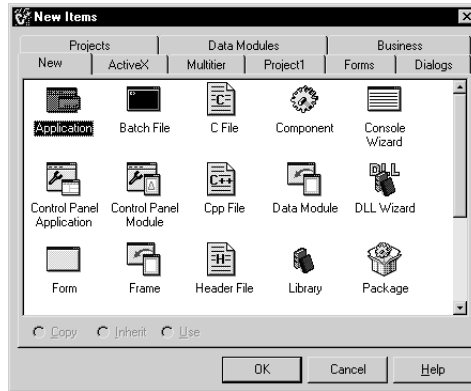 New Items
Projects Data Modules Business
New ActiveX Multitier Project1 Forms Dialogs
Application Batch File C File Component Console Wizard
Control Panel Application Control Panel Module Cpp File Data Module DLL Wizard
Form Frame Header File Library Package
Copy Inherit Use
OK Cancel Help